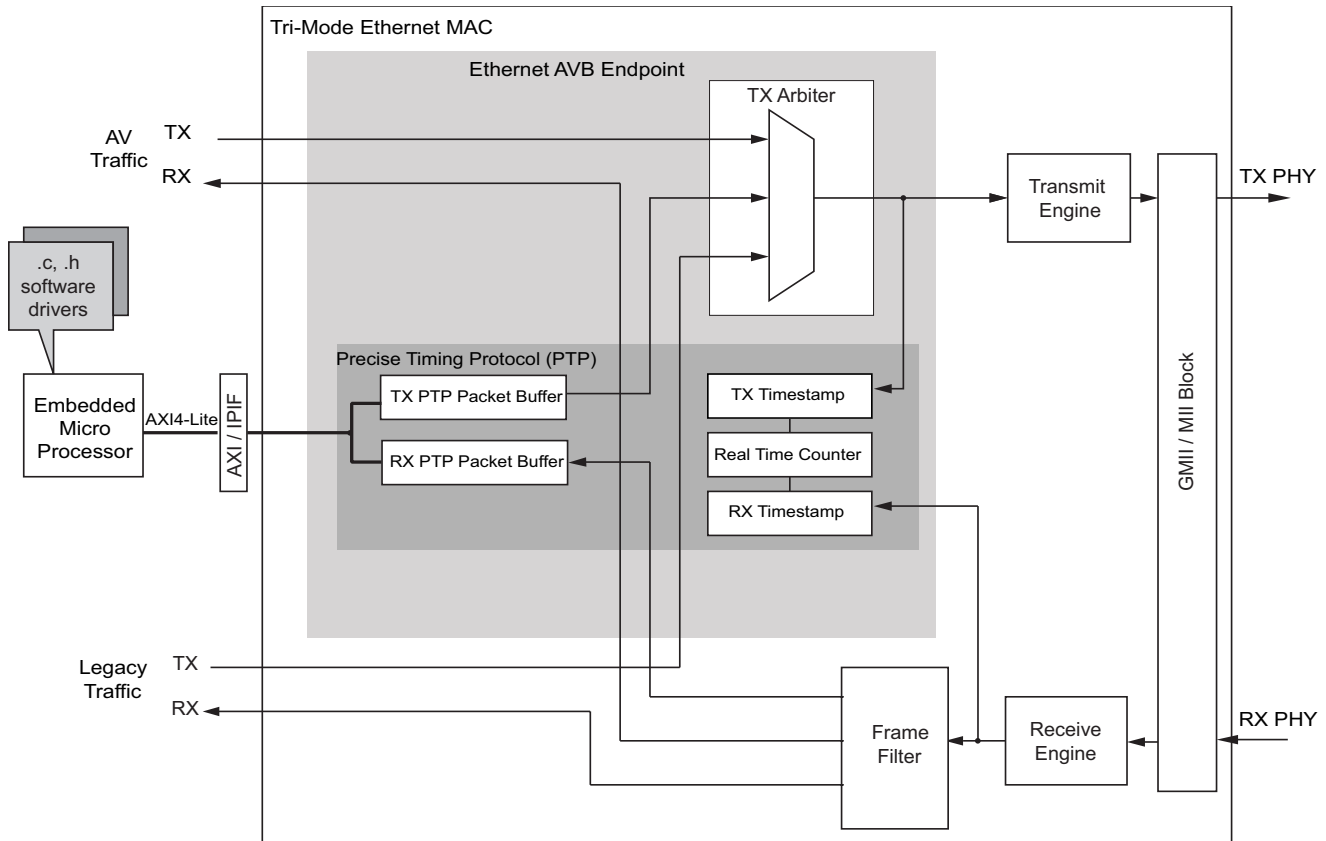 Tri-Mode Ethernet MAC
Ethernet AVB Endpoint
TX Arbiter
AV
Traffic
TX
RX
Transmit
Engine
TX PHY
.c, .h
software
drivers
Precise Timing Protocol (PTP)
TX PTP Packet Buffer
TX Timestamp
Embedded
Micro
Processor
AXI4-Lite
AXI / IPIF
RX PTP Packet Buffer
Real Time Counter
RX Timestamp
GMII / MII Block
Legacy
Traffic
TX
RX
Frame
Filter
Receive
Engine
RX PHY